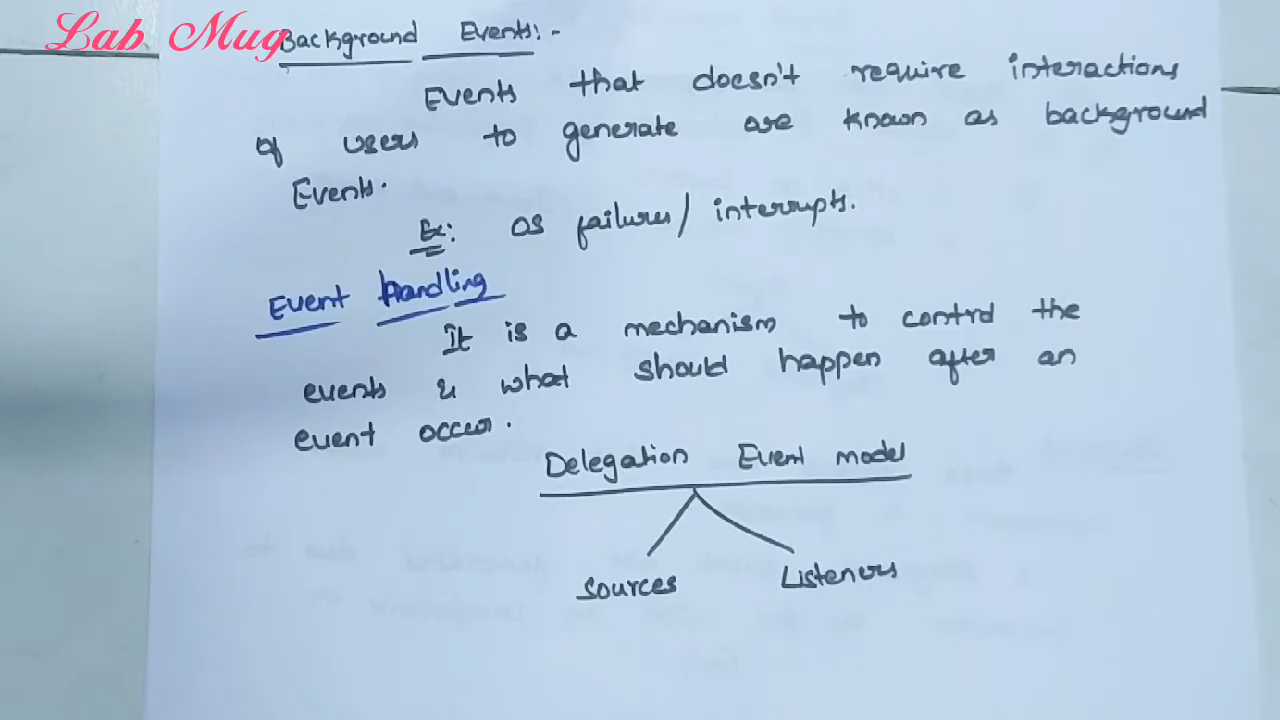 Lab Mug
Background Events:-
Events that doesn't require interactions
of users to generate are known as background
Events.
Ex: OS failures/interrupts.
Event Handling
It is a mechanism to control the
events & what should happen after an
event occur.
Delegation Event model
Sources Listeners